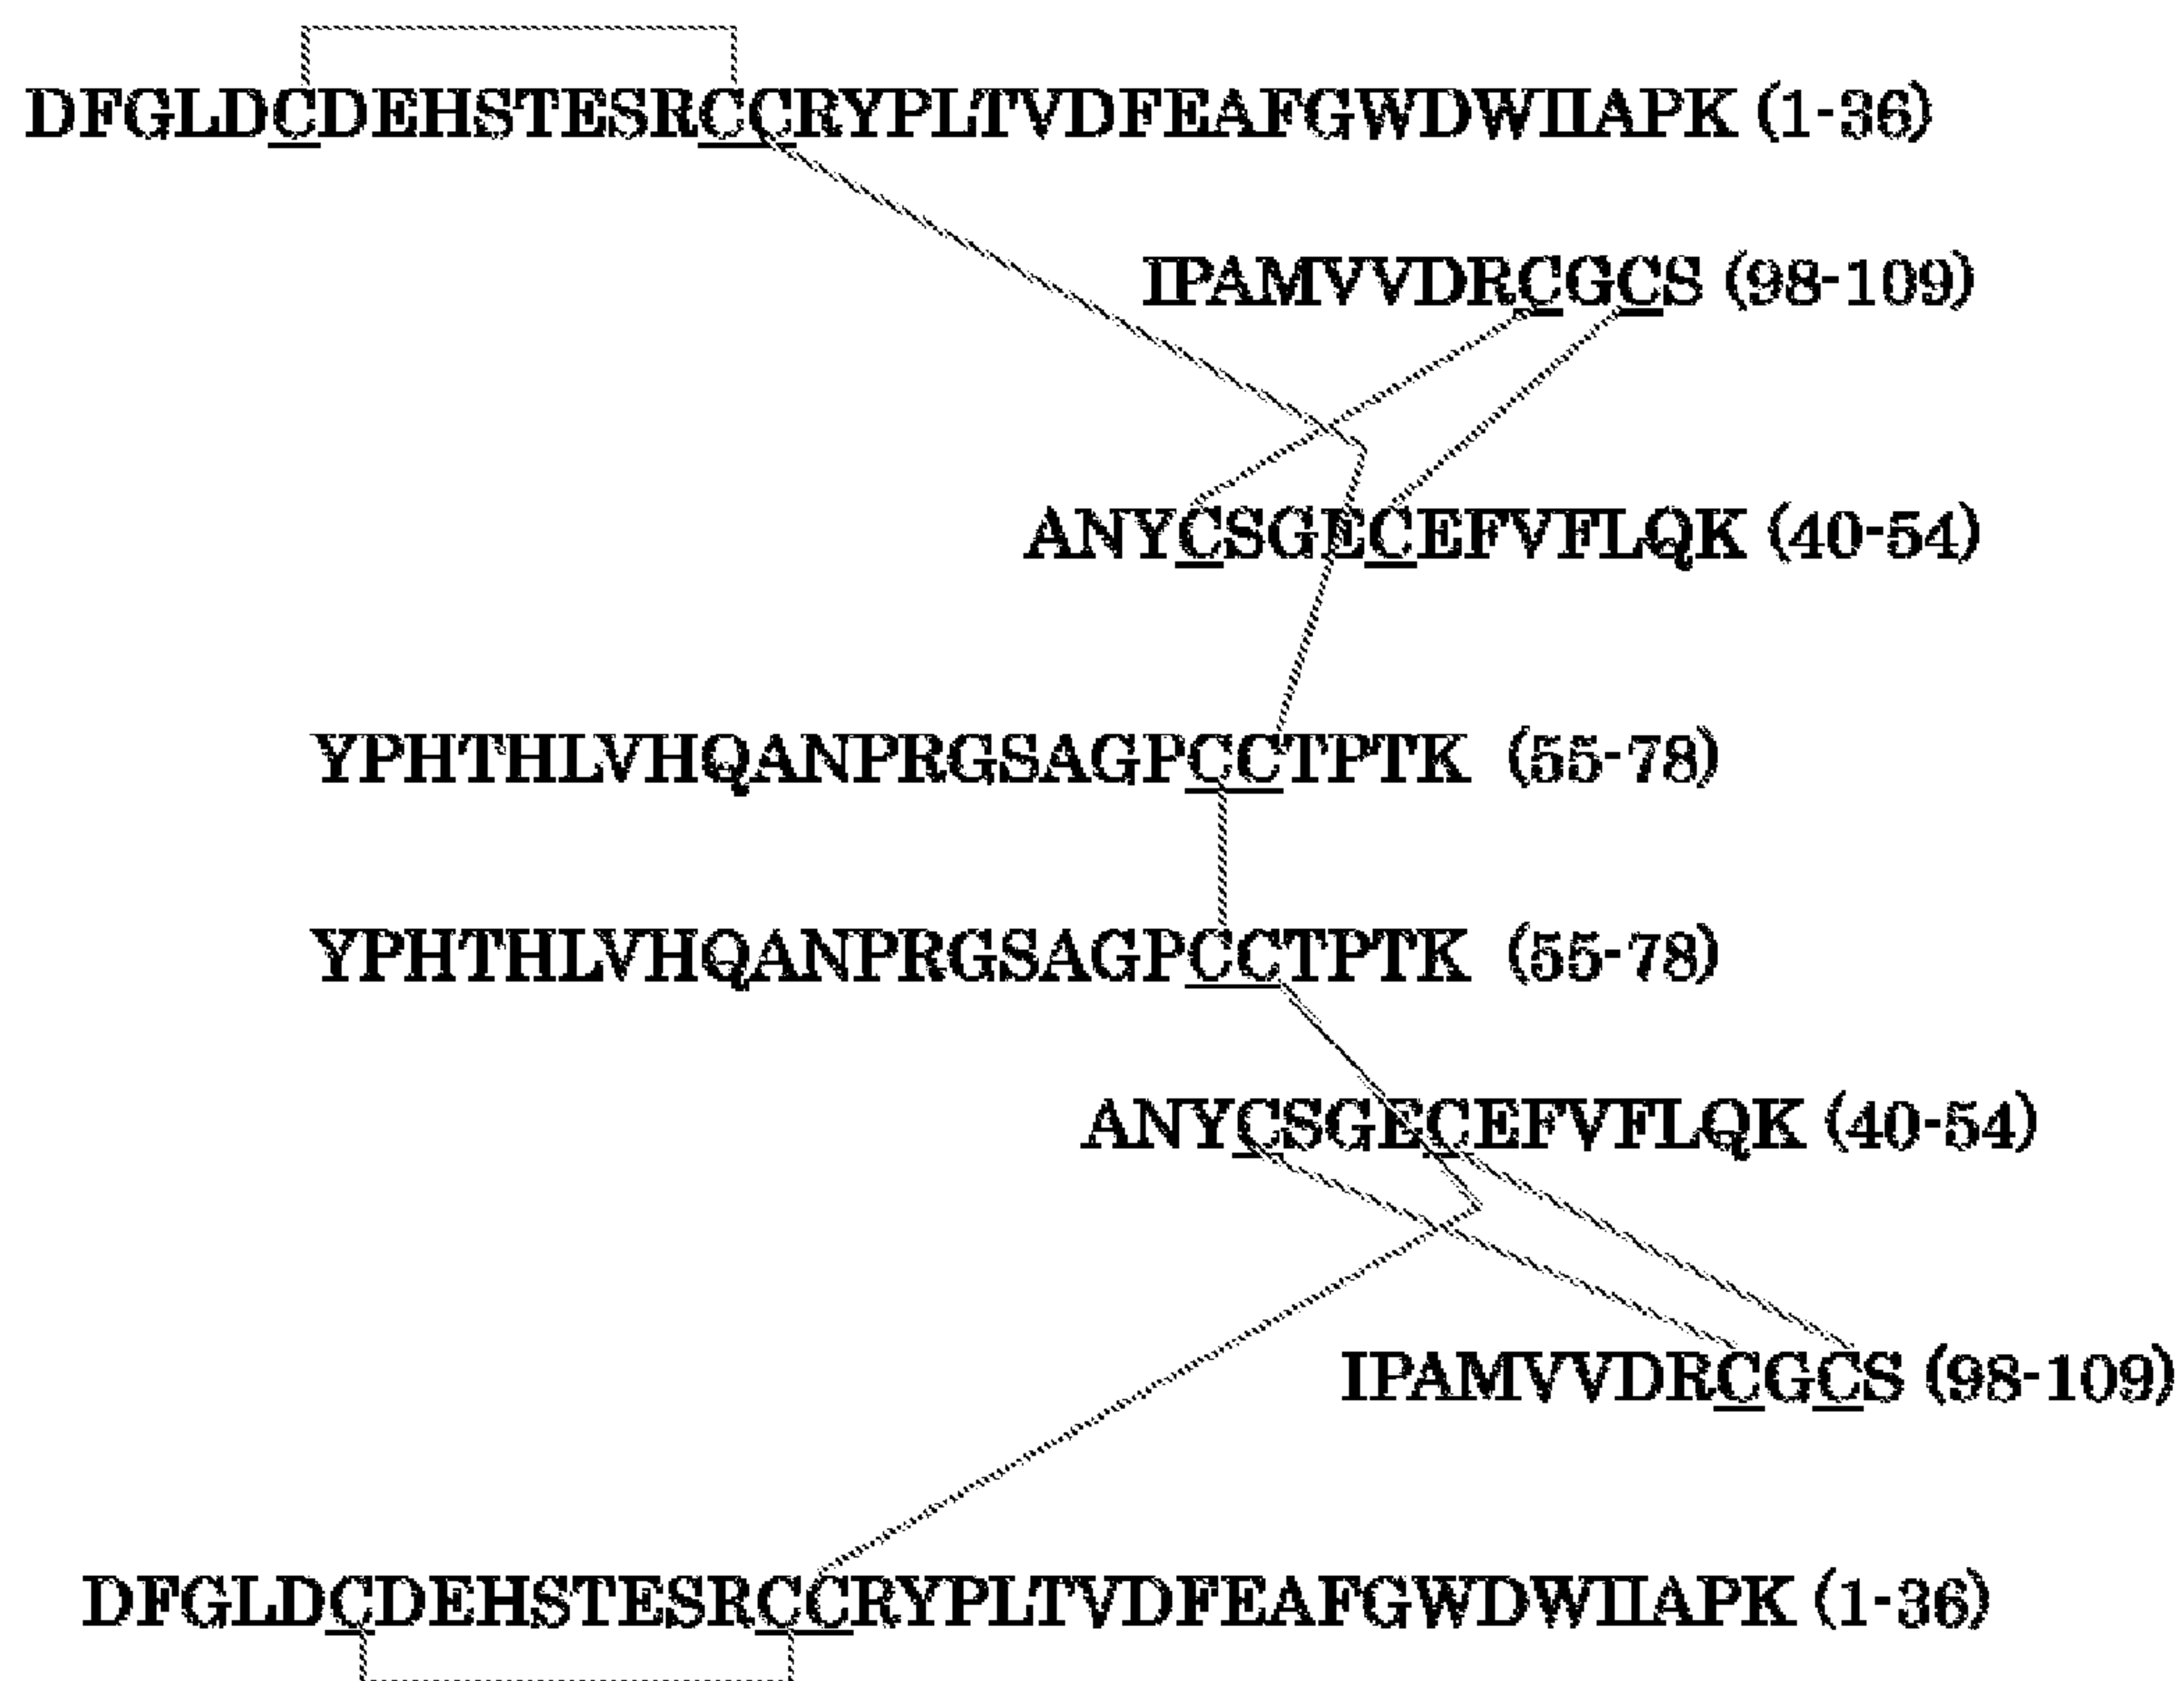 DFGLDCDEHSTESRCCRYPLTVDFEAFGWDWIIAPK (1-36)
IPAMVVDRCGCS (98-109)
ANYCSGECEFVFLQK (40-54)
YPHTHLVHQANPRGSAGPCCTPTK (55-78)
YPHTHLVHQANPRGSAGPCCTPTK (55-78)
ANYCSGECEFVFLQK (40-54)
IPAMVVDRCGCS (98-109)
DFGLDCDEHSTESRCCRYPLTVDFEAFGWDWIIAPK (1-36)